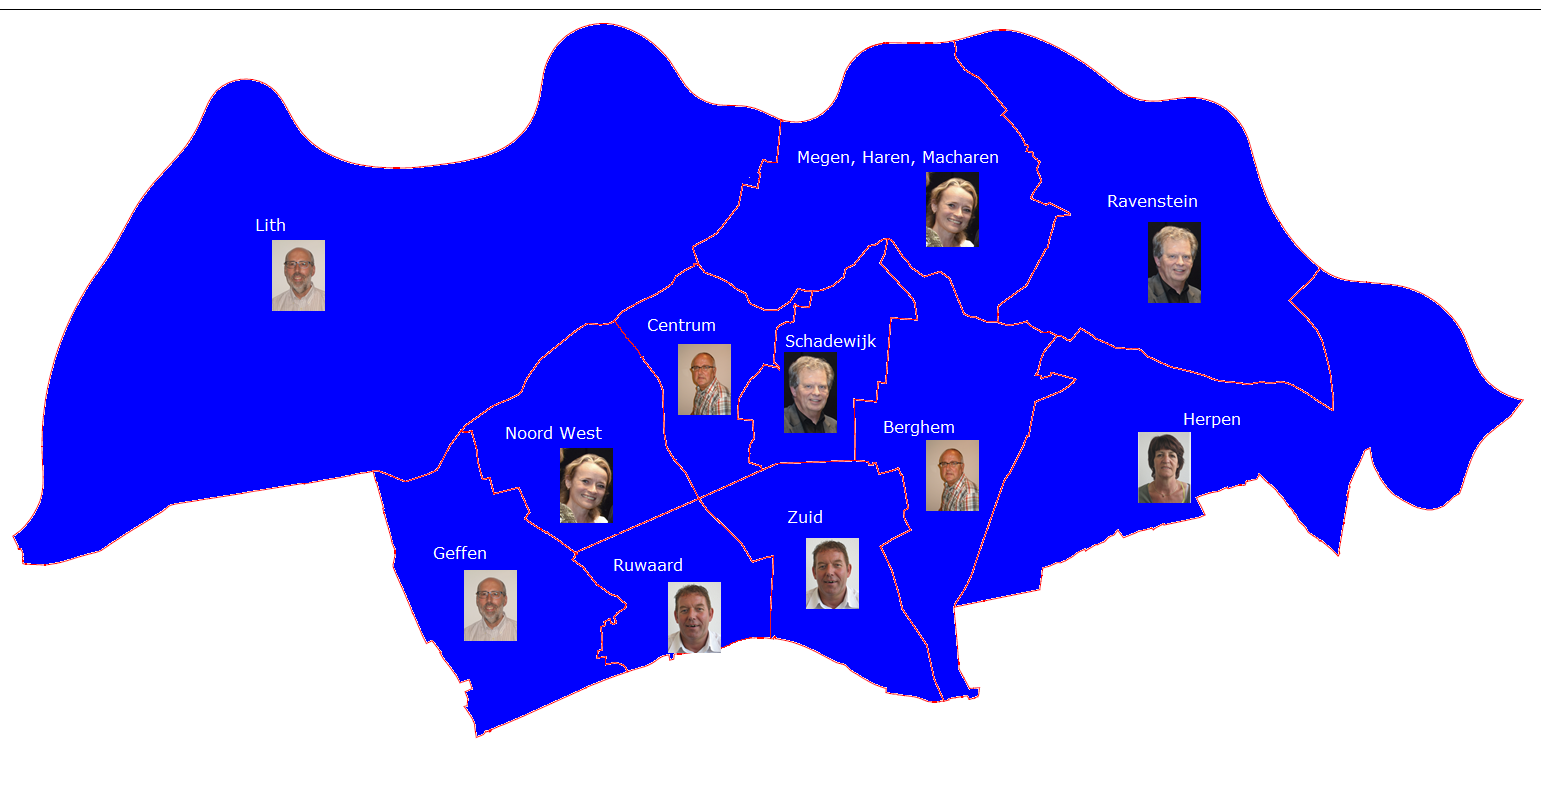 Megen, Haren, Macharen
Ravenstein
Lith
Centrum
Schadewijk
Herpen
Berghem
Noord West
Zuid
Geffen
Ruwaard